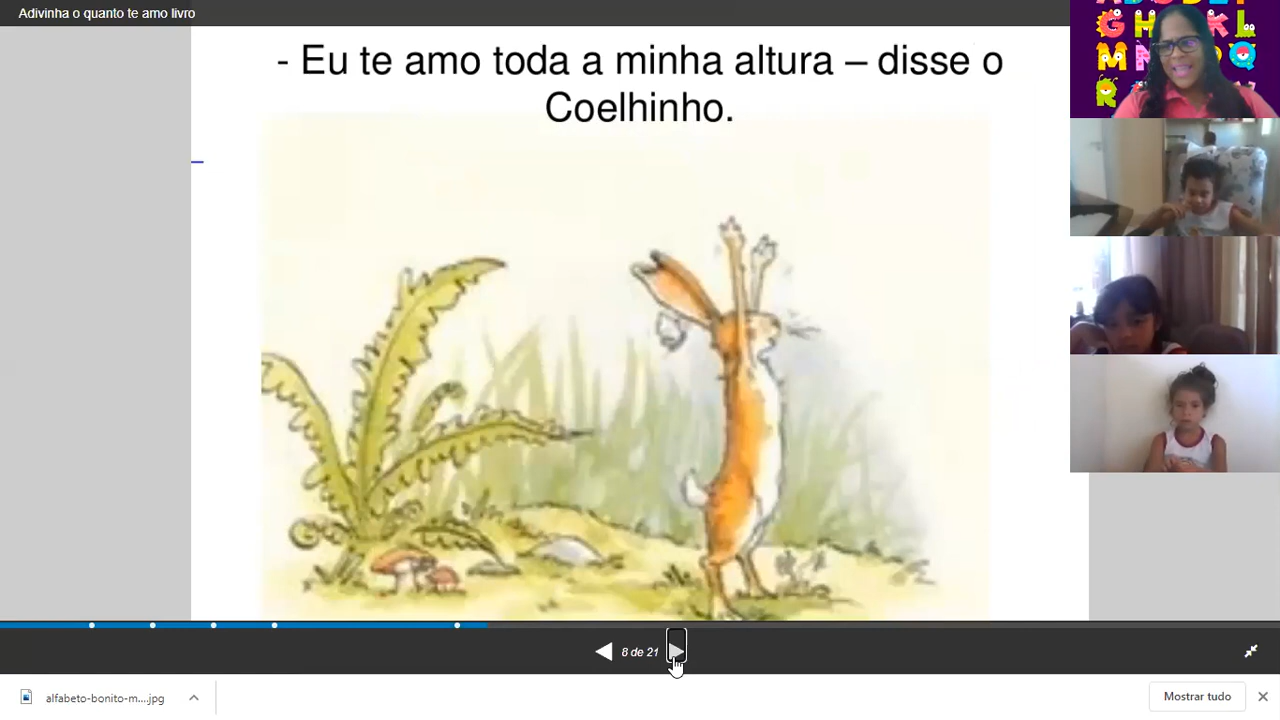 Adivinha o quanto te amo livro
- Eu te amo toda a minha altura – disse o
Coelhinho.
8 de 21
alfabeto-bonito-m....jpg
Mostrar tudo